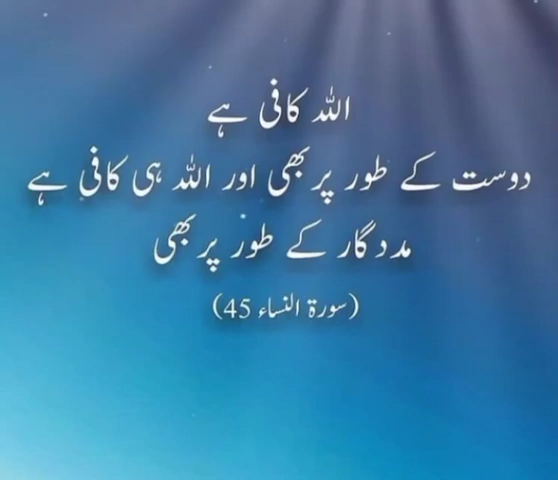 اللہ کافی ہے
دوست کے طور پر بھی اور اللہ ہی کافی ہے
مددگار کے طور پر بھی
(سورۃ النساء 45)